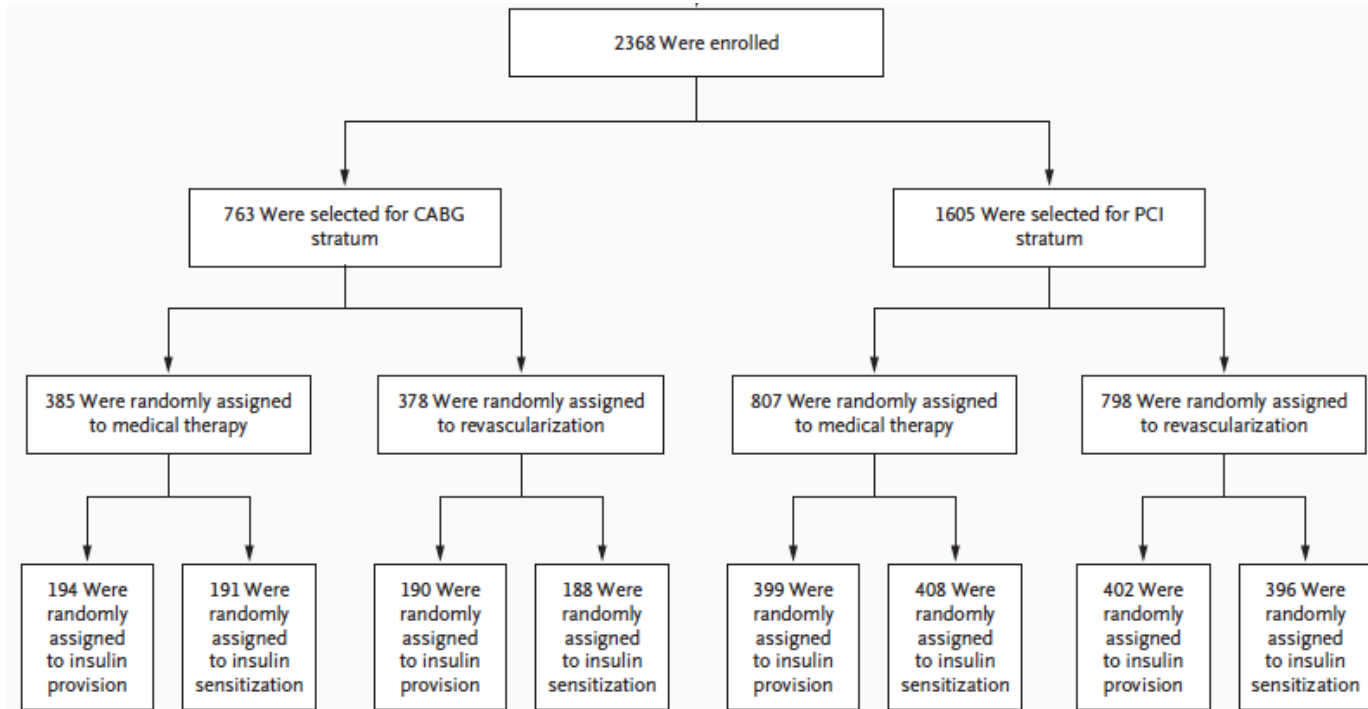 2368 Were enrolled
763 Were selected for CABG
stratum
1605 Were selected for PCI
stratum
385 Were randomly assigned
to medical therapy
378 Were randomly assigned
to revascularization
807 Were randomly assigned
to medical therapy
798 Were randomly assigned
to revascularization
194 Were
randomly
assigned
to insulin
provision
191 Were
randomly
assigned
to insulin
sensitization
190 Were
randomly
assigned
to insulin
provision
188 Were
randomly
assigned
to insulin
sensitization
399 Were
randomly
assigned
to insulin
provision
408 Were
randomly
assigned
to insulin
sensitization
402 Were
randomly
assigned
to insulin
provision
396 Were
randomly
assigned
to insulin
sensitization